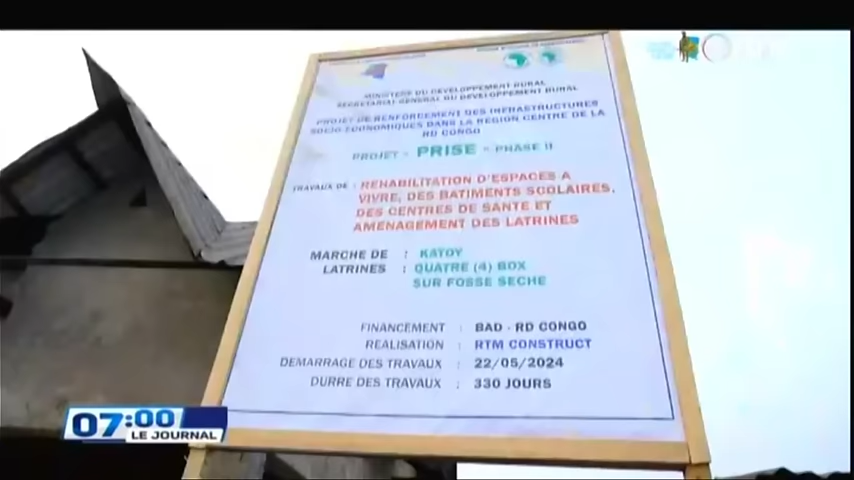 MINISTERE DU DEVELOPPEMENT RURAL
SECRETARIAT GENERAL DU DEVELOPPEMENT RURAL
PROJET DE RENFORCEMENT DES INFRASTRUCTURES
SOCIO-ECONOMIQUES DANS LA REGION CENTRE DE LA
RD CONGO
PROJET - PRISE - PHASE II
TRAVAUX DE : REHABILITATION D'ESPACES A
VIVRE, DES BATIMENTS SCOLAIRES,
DES CENTRES DE SANTE ET
AMENAGEMENT DES LATRINES
MARCHE DE : KATOY
LATRINES : QUATRE (4) BOX
SUR FOSSE SECHE
FINANCEMENT : BAD - RD CONGO
REALISATION : RTM CONSTRUCT
DEMARRAGE DES TRAVAUX : 22/05/2024
DURRE DES TRAVAUX : 330 JOURS
07:00
LE JOURNAL